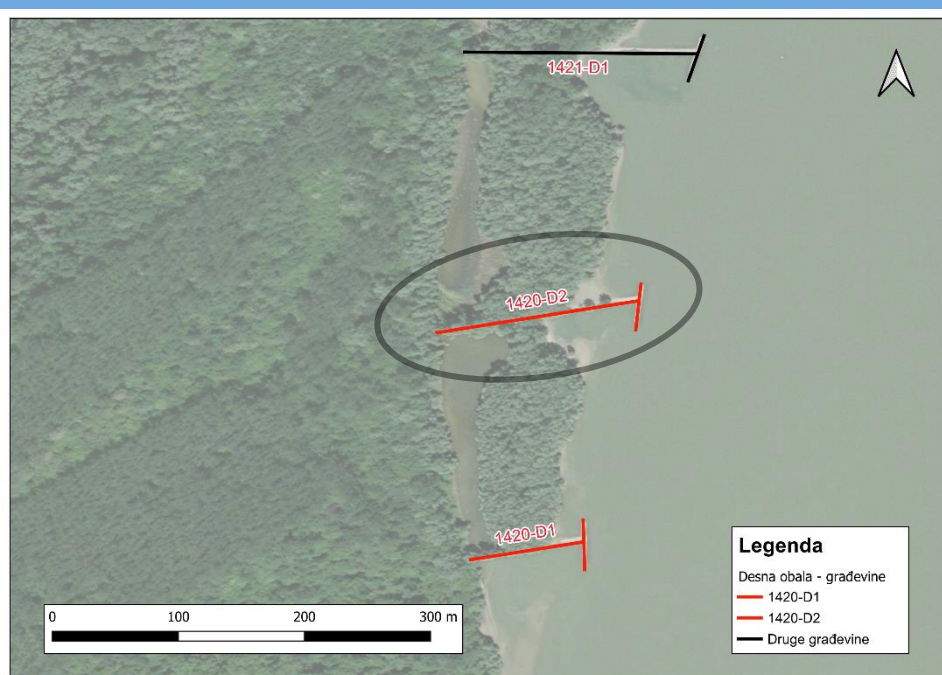 1421-D1
1420-D2
1420-D1
Legenda
Desna obala - građevine
1420-D1
1420-D2
Druge građevine
0 100 200 300 m